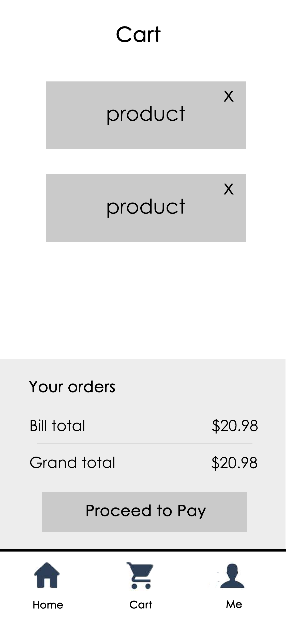 Cart
x
product
x
product
Your orders
Bill total $20.98
Grand total $20.98
Proceed to Pay
Home Cart Me